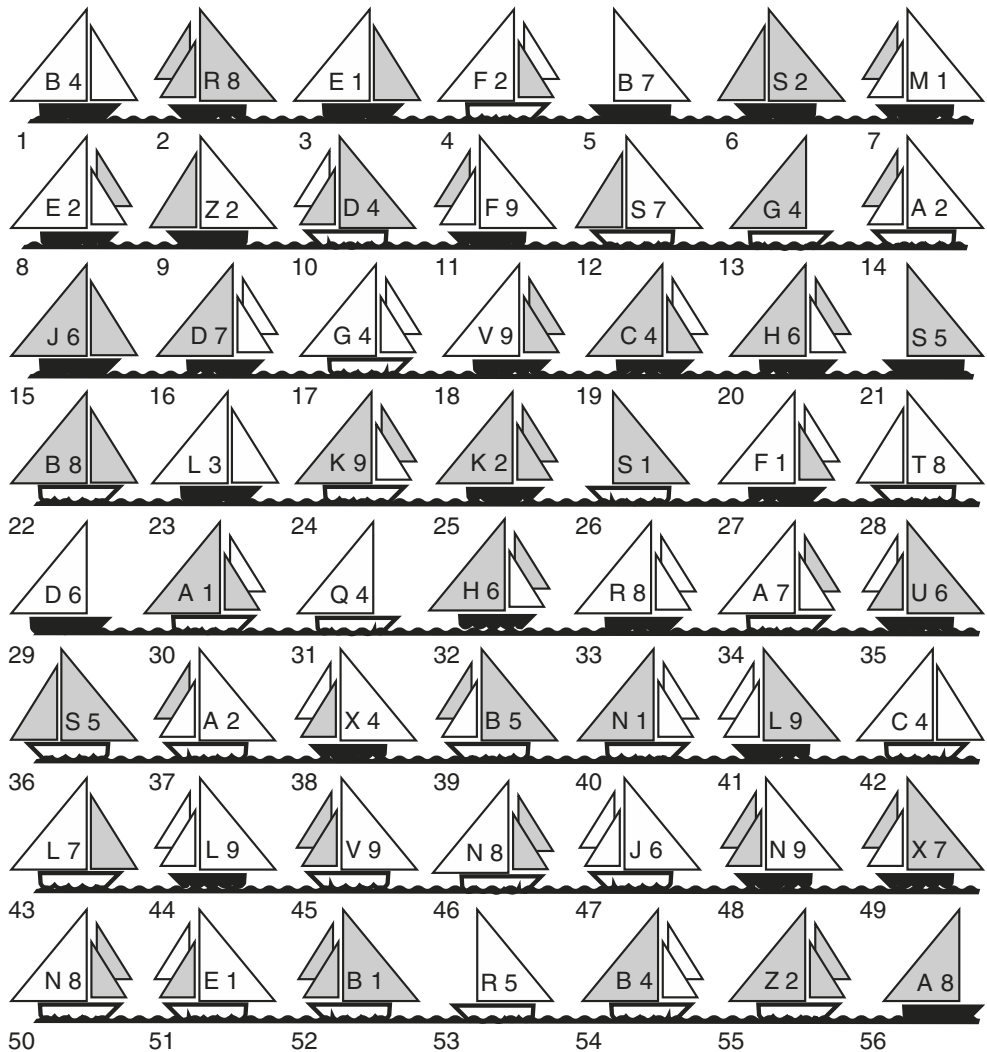 B 4 R 8 E 1 F 2 B 7 S 2 M 1
1 2 3 4 5 6 7
E 2 Z 2 D 4 F 9 S 7 G 4 A 2
8 9 10 11 12 13 14
J 6 D 7 G 4 V 9 C 4 H 6 S 5
15 16 17 18 19 20 21
B 8 L 3 K 9 K 2 S 1 F 1 T 8
22 23 24 25 26 27 28
D 6 A 1 Q 4 H 6 R 8 A 7 U 6
29 30 31 32 33 34 35
S 5 A 2 X 4 B 5 N 1 L 9 C 4
36 37 38 39 40 41 42
L 7 L 9 V 9 N 8 J 6 N 9 X 7
43 44 45 46 47 48 49
N 8 E 1 B 1 R 5 B 4 Z 2 A 8
50 51 52 53 54 55 56